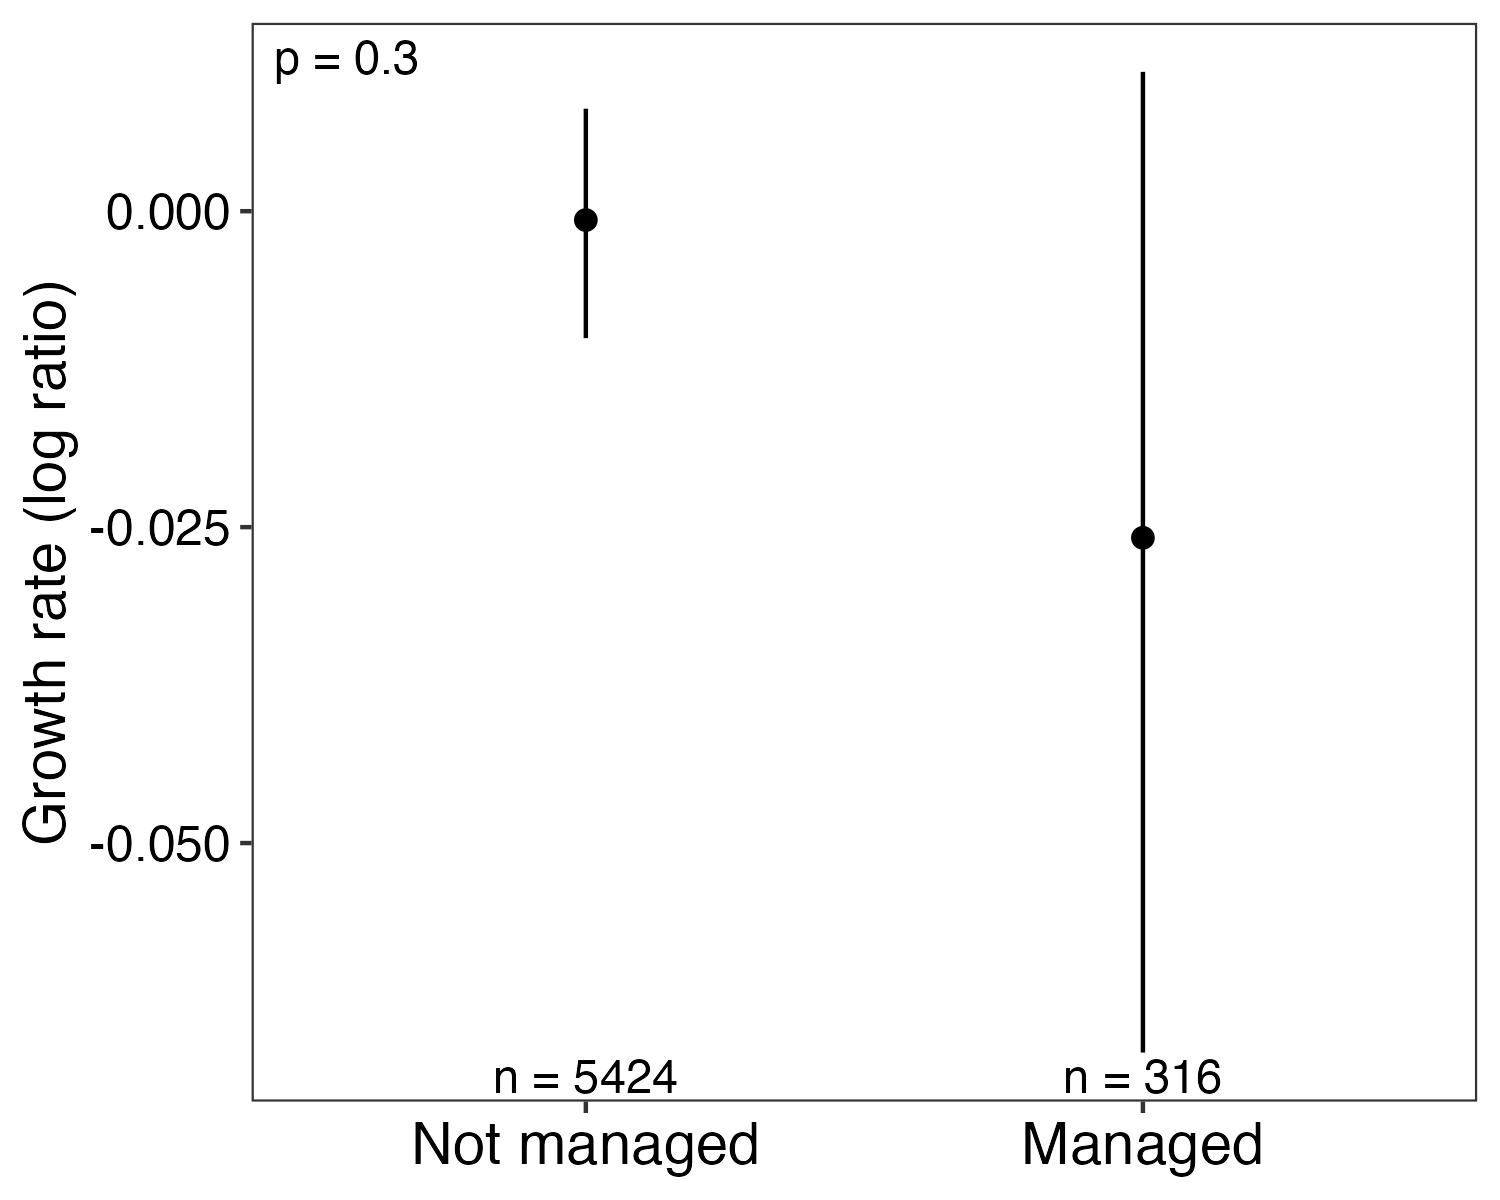 p = 0.3
0.000
-0.025
-0.050
Growth rate (log ratio)
n = 5424
n = 316
Not managed
Managed